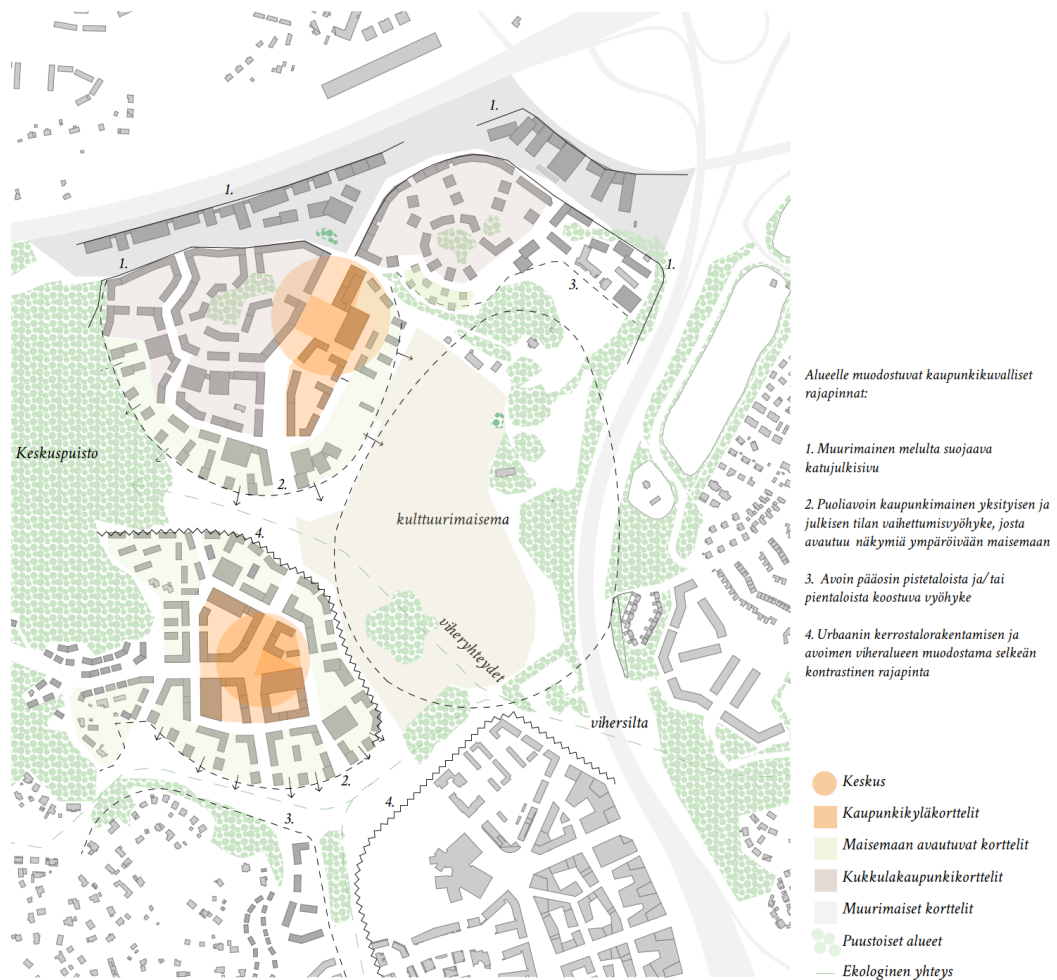 1.
1.
1.
1.
3.
Keskuspuisto
2.
kulttuurimaisema
4.
viheryhteydet
vihersilta
2.
4.
3.
Alueelle muodostuvat kaupunkikuvalliset
rajapinnat:
1. Muurimainen melulta suojaava
katujulkisivu
2. Puoliavoin kaupunkimainen yksityisen ja
julkisen tilan vaihettumisvyöhyke, josta
avautuu näkymiä ympäröivään maisemaan
3. Avoin pääosin pistetaloista ja/tai
pientaloista koostuva vyöhyke
4. Urbaanin kerrostalorakentamisen ja
avoimen viheralueen muodostama selkeän
kontrastinen rajapinta
Keskus
Kaupunkikyläkorttelit
Maisemaan avautuvat korttelit
Kukkulakaupunkikorttelit
Muurimaiset korttelit
Puustoiset alueet
Ekologinen yhteys